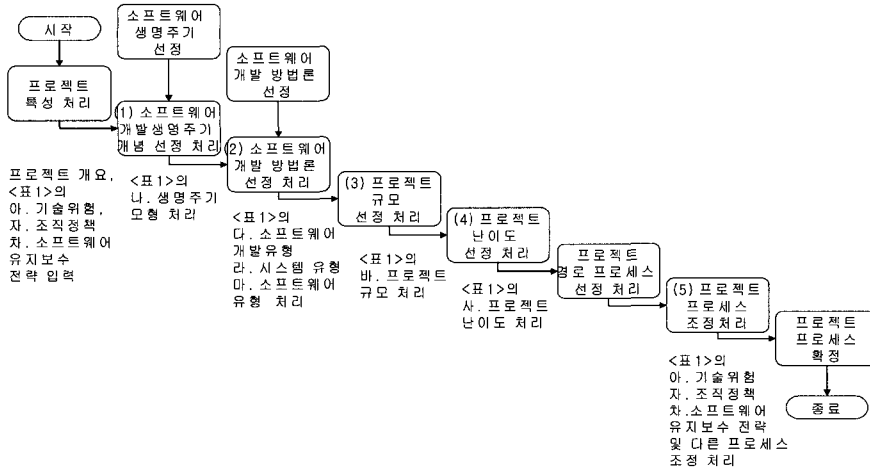 시작
프로젝트
특성 처리
소프트웨어
생명주기
선정
(1) 소프트웨어
개발생명주기
개념 선정 처리
소프트웨어
개발 방법론
선정
(2) 소프트웨어
개발 방법론
선정 처리
(3) 프로젝트
규모
선정 처리
(4) 프로젝트
난이도
선정 처리
프로젝트
경로 프로세스
선정 처리
(5) 프로젝트
프로세스
조정처리
프로젝트
프로세스
확정
종료
프로젝트 개요,
<표1>의
아. 기술위험,
자. 조직정책
차. 소프트웨어
유지보수
전략 입력
<표1>의
나. 생명주기
모형 처리
<표1>의
다. 소프트웨어
개발유형
라. 시스템 유형
마. 소프트웨어
유형 처리
<표1>의
바. 프로젝트
규모 처리
<표1>의
사. 프로젝트
난이도 처리
<표1>의
아. 기술위험
자. 조직정책
차.소프트웨어
유지보수 전략
및 다른 프로세스
조정 처리